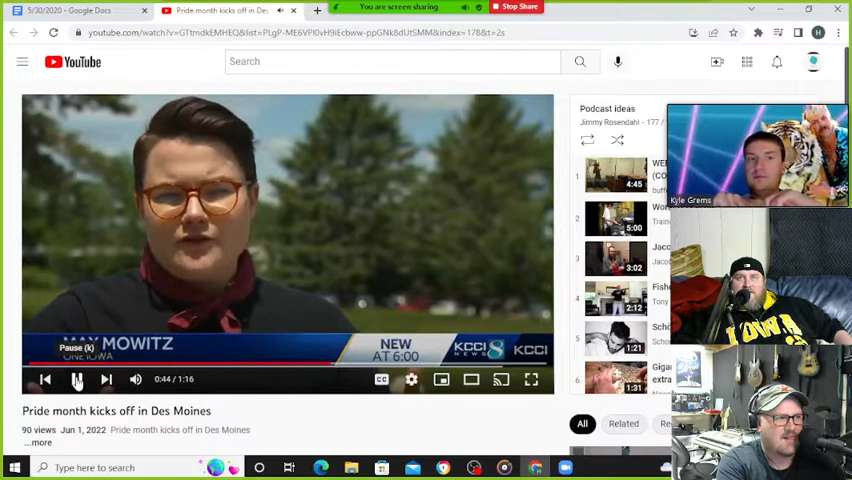 5/30/2020 - Google Docs
Pride month kicks off in Des
You are screen sharing
Stop Share
youtube.com/watch?v=GTtmdkEMHEQ&list=PLgP-ME6VPI0vH9iEcbww-ppGNk8dUtSMM&index=178&t=2s
H
YouTube
Search
Podcast ideas
Jimmy Rosendahl - 177 /
1
4:45
2
5:00
3
3:02
4
2:12
5
1:31
6
1:21
Kyle Grems
Pause (k)
MOWITZ
ONE IOWA
NEW
AT 6:00
KCCI
NEWS 8
KCCI
0:44 / 1:16
CC
Pride month kicks off in Des Moines
90 views Jun 1, 2022 Pride month kicks off in Des Moines
...more
All
Related
IOWA
Type here to search